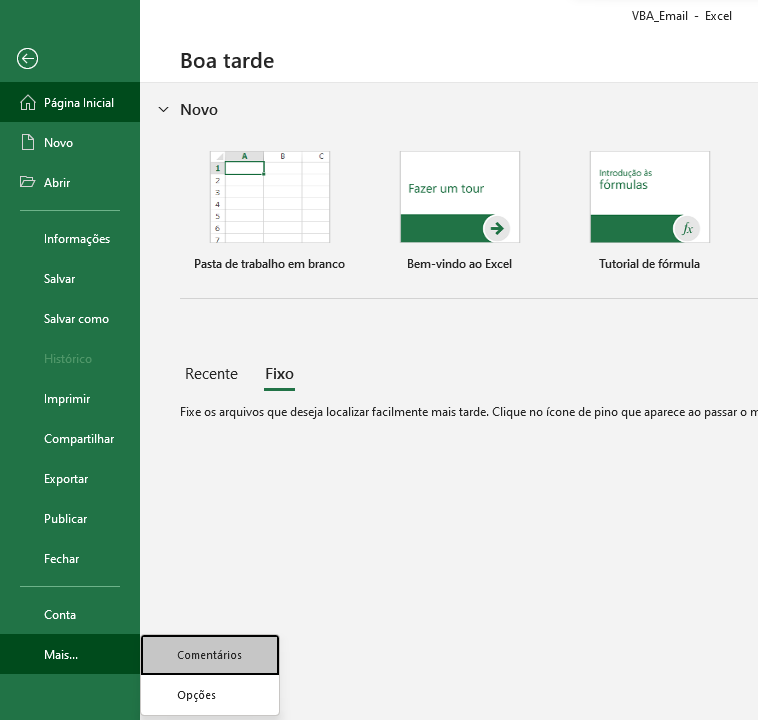 VBA_Email - Excel
Boa tarde
Página Inicial
Novo
Abrir
Informações
Salvar
Salvar como
Histórico
Imprimir
Compartilhar
Exportar
Publicar
Fechar
Conta
Mais...
Comentários
Opções
Novo
A B C
1
2
3
4
5
6
7
Pasta de trabalho em branco
Fazer um tour
Bem-vindo ao Excel
Introdução às
fórmulas
fx
Tutorial de fórmula
Recente Fixo
Fixe os arquivos que deseja localizar facilmente mais tarde. Clique no ícone de pino que aparece ao passar o m